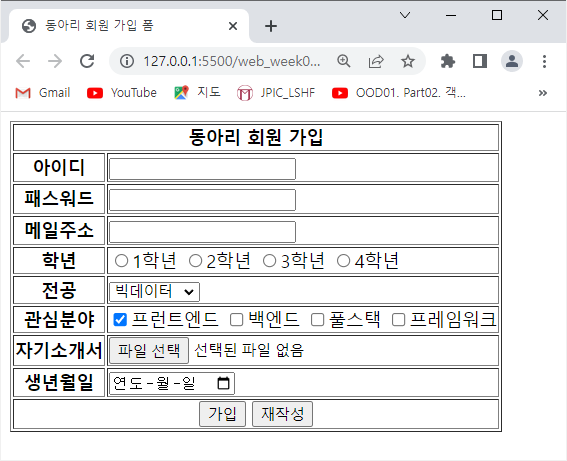 동아리 회원 가입 폼
127.0.0.1:5500/web_week0...
Gmail YouTube 지도 JPIC_LSHF OOD01. Part02. 객... »
동아리 회원 가입
아이디
패스워드
메일주소
학년 1학년 2학년 3학년 4학년
전공 빅데이터
관심분야 프런트엔드 백엔드 풀스택 프레임워크
자기소개서 파일 선택 선택된 파일 없음
생년월일 연도-월-일
가입 재작성